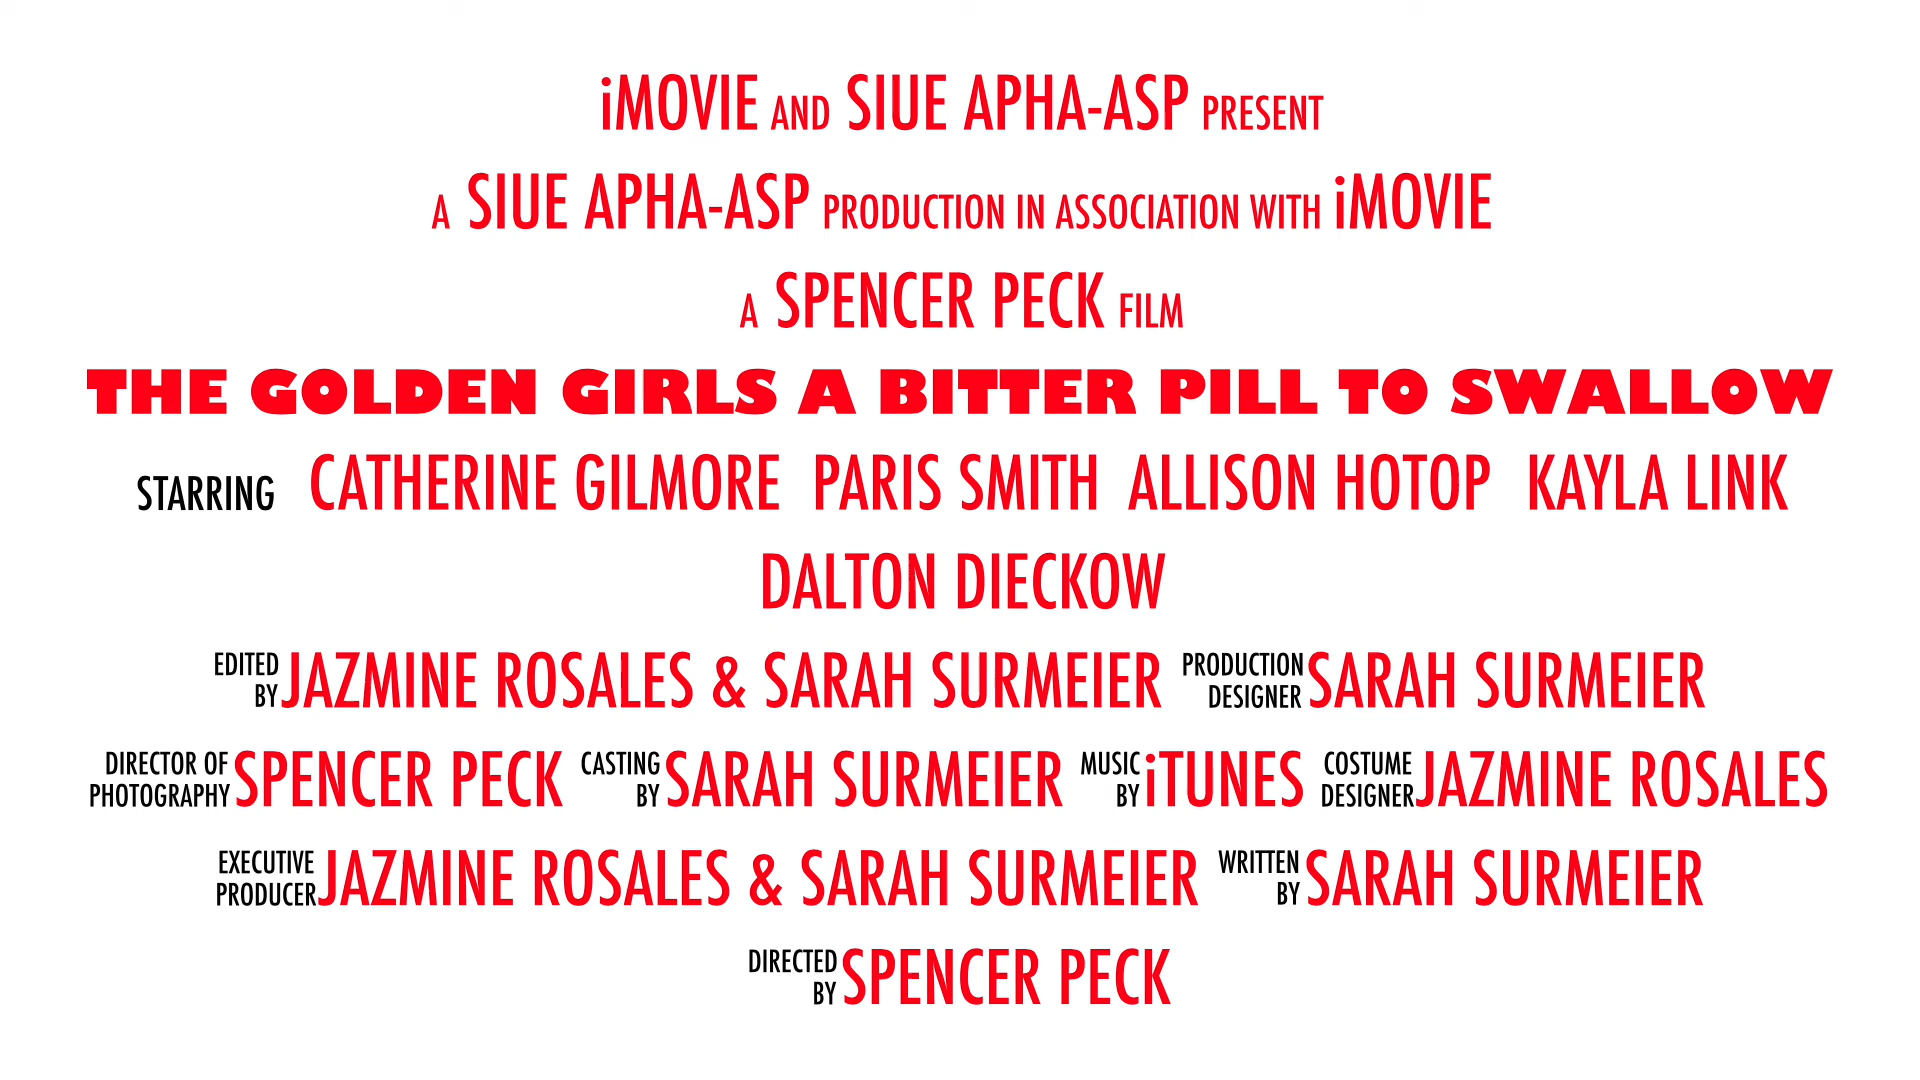 iMOVIE AND SIUE APHA-ASP PRESENT
A SIUE APHA-ASP PRODUCTION IN ASSOCIATION WITH iMOVIE
A SPENCER PECK FILM
THE GOLDEN GIRLS A BITTER PILL TO SWALLOW
STARRING CATHERINE GILMORE PARIS SMITH ALLISON HOTOP KAYLA LINK
DALTON DIECKOW
EDITED BY JAZMINE ROSALES & SARAH SURMEIER PRODUCTION DESIGNER SARAH SURMEIER
DIRECTOR OF PHOTOGRAPHY SPENCER PECK CASTING BY SARAH SURMEIER MUSIC BY iTUNES COSTUME DESIGNER JAZMINE ROSALES
EXECUTIVE PRODUCER JAZMINE ROSALES & SARAH SURMEIER WRITTEN BY SARAH SURMEIER
DIRECTED BY SPENCER PECK